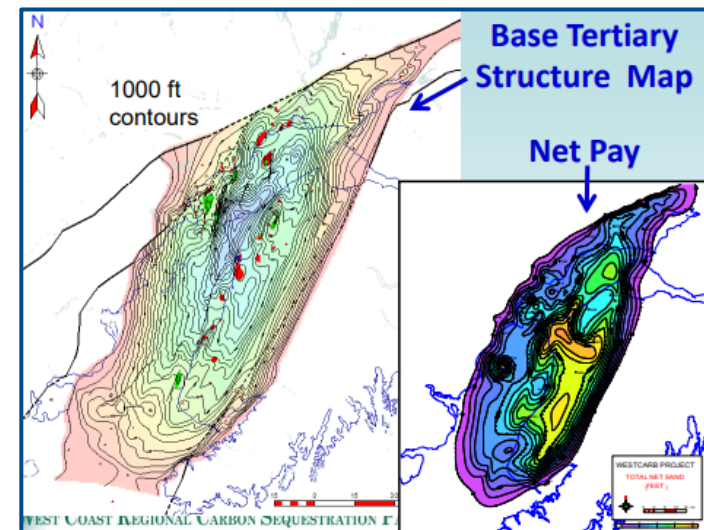 N
1000 ft
contours
Base Tertiary
Structure Map
Net Pay
WESTCARB PROJECT
TOTAL NET SAND
(FEET)
WEST COAST REGIONAL CARBON SEQUESTRATION